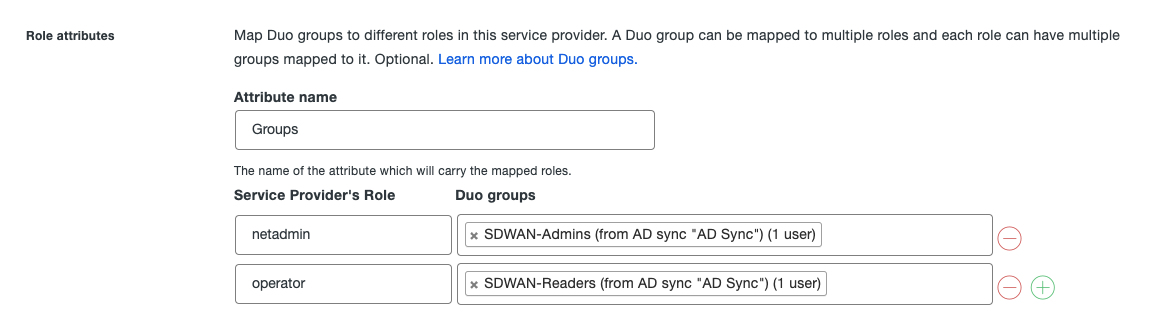 Role attributes
Map Duo groups to different roles in this service provider. A Duo group can be mapped to multiple roles and each role can have multiple
groups mapped to it. Optional. Learn more about Duo groups.
Attribute name
Groups
The name of the attribute which will carry the mapped roles.
Service Provider's Role Duo groups
netadmin × SDWAN-Admins (from AD sync "AD Sync") (1 user)
operator × SDWAN-Readers (from AD sync "AD Sync") (1 user)